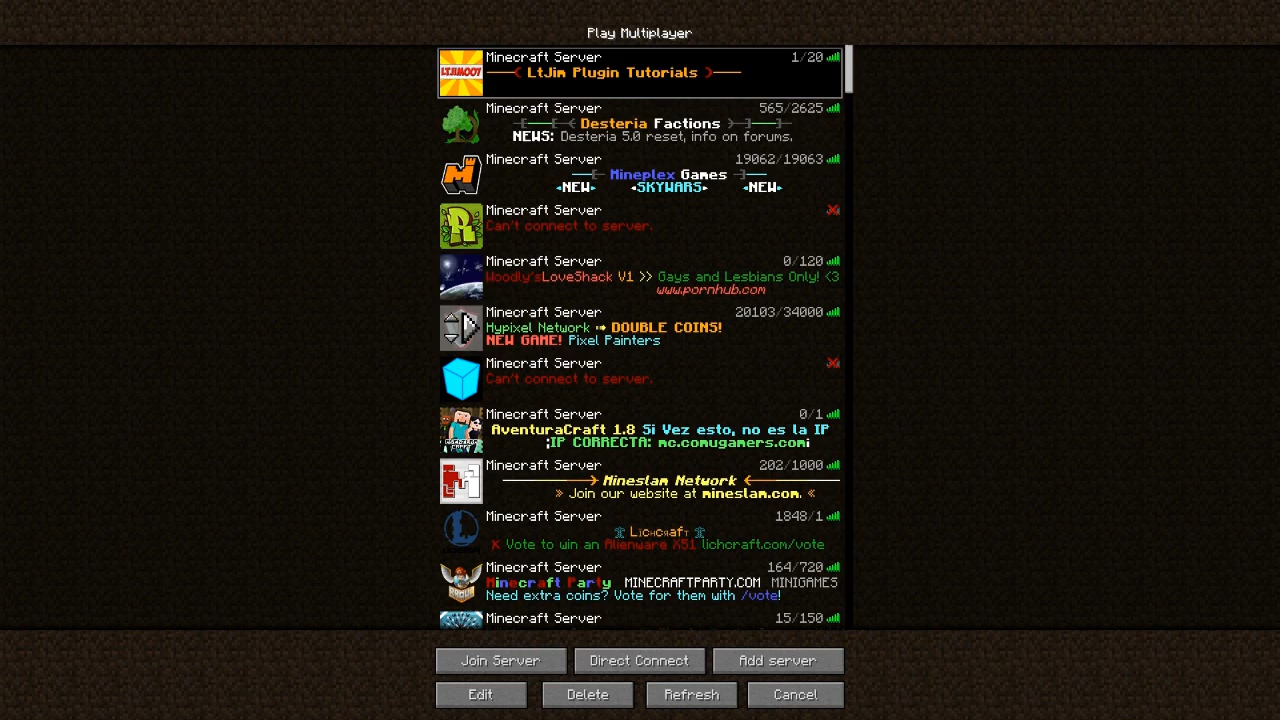 Play Multiplayer
Minecraft Server 1/20
LTJIM007 ( LtJim Plugin Tutorials )
Minecraft Server 565/2625
Desteria Factions
NEWS: Desteria 5.0 reset, info on forums.
Minecraft Server 19062/19063
Mineplex Games
NEW SKYWARS NEW
Minecraft Server
Can't connect to server.
Minecraft Server 0/120
Woodly'sLoveShack V1 >> Gays and Lesbians Only! <3
www.pornhub.com
Minecraft Server 20103/34000
Hypixel Network ➠ DOUBLE COINS!
NEW GAME! Pixel Painters
Minecraft Server
Can't connect to server.
Minecraft Server 0/1
AventuraCraft 1.8 Si Vez esto, no es la IP
¡IP CORRECTA: mc.comugamers.com¡
Minecraft Server 202/1000
Mineslam Network
» Join our website at mineslam.com. «
Minecraft Server 1848/1
Lichcraft
✗ Vote to win an Alienware X51 lichcraft.com/vote
Minecraft Server 164/720
Minecraft Party MINECRAFTPARTY.COM MINIGAMES
Need extra coins? Vote for them with /vote!
Minecraft Server 15/150
Join Server Direct Connect Add server
Edit Delete Refresh Cancel